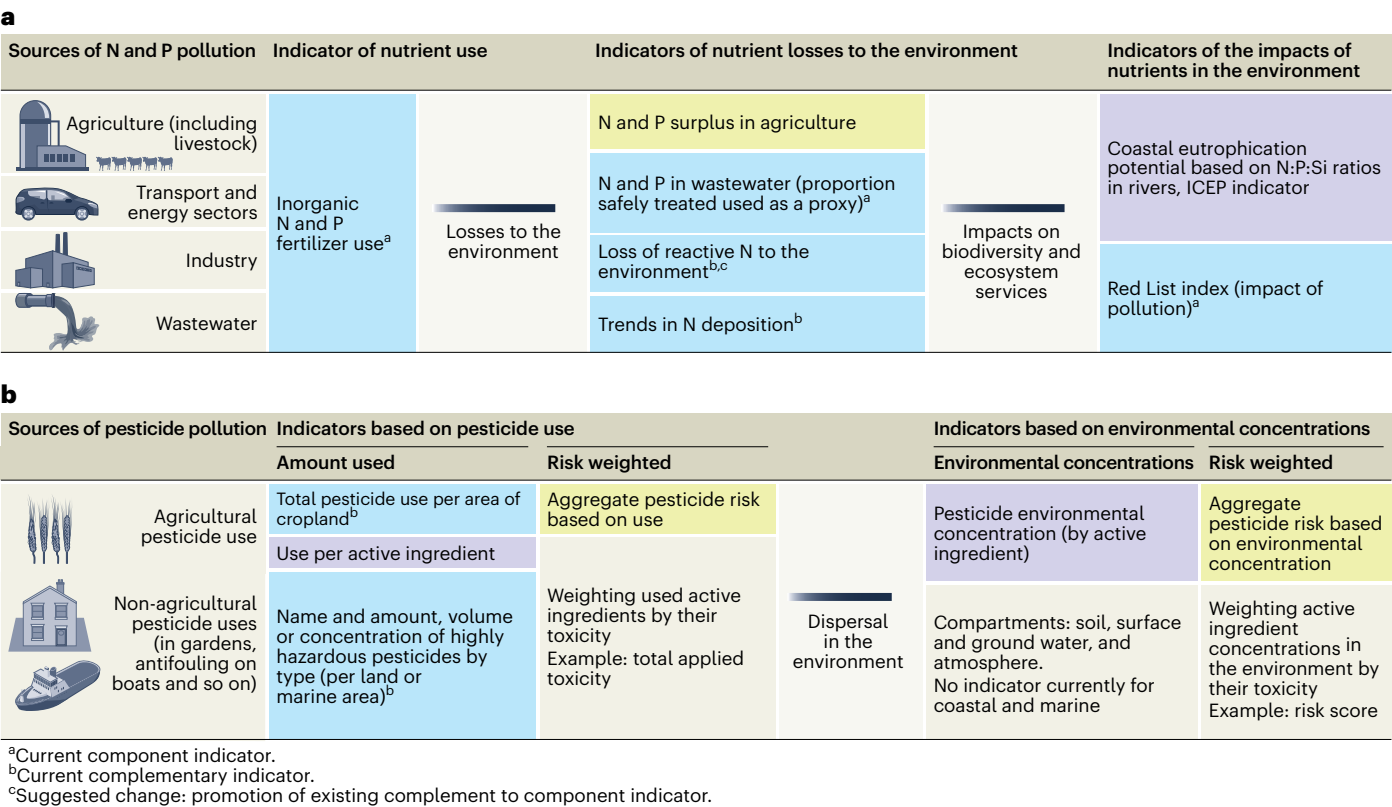 a
Sources of N and P pollution
Indicator of nutrient use
Indicators of nutrient losses to the environment
Indicators of the impacts of
nutrients in the environment
Agriculture (including
livestock)
Transport and
energy sectors
Industry
Wastewater
Inorganic
N and P
fertilizer useᵃ
Losses to the
environment
N and P surplus in agriculture
N and P in wastewater (proportion
safely treated used as a proxy)ᵃ
Loss of reactive N to the
environmentᵇ,ᶜ
Trends in N depositionᵇ
Impacts on
biodiversity and
ecosystem
services
Coastal eutrophication
potential based on N:P:Si ratios
in rivers, ICEP indicator
Red List index (impact of
pollution)ᵃ
b
Sources of pesticide pollution
Indicators based on pesticide use
Indicators based on environmental concentrations
Amount used
Risk weighted
Environmental concentrations
Risk weighted
Agricultural
pesticide use
Non-agricultural
pesticide uses
(in gardens,
antifouling on
boats and so on)
Total pesticide use per area of
croplandᵇ
Use per active ingredient
Name and amount, volume
or concentration of highly
hazardous pesticides by
type (per land or
marine area)ᵇ
Aggregate pesticide risk
based on use
Weighting used active
ingredients by their
toxicity
Example: total applied
toxicity
Dispersal
in the
environment
Pesticide environmental
concentration (by active
ingredient)
Compartments: soil, surface
and ground water, and
atmosphere.
No indicator currently for
coastal and marine
Aggregate
pesticide risk based
on environmental
concentration
Weighting active
ingredient
concentrations in
the environment by
their toxicity
Example: risk score
ᵃCurrent component indicator.
ᵇCurrent complementary indicator.
ᶜSuggested change: promotion of existing complement to component indicator.